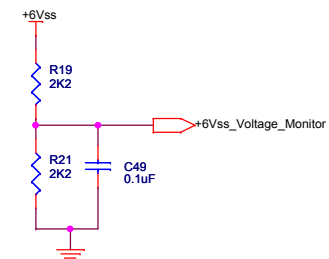 +6Vss
R19
2K2
+6Vss_Voltage_Monitor
R21
2K2
C49
0.1uF